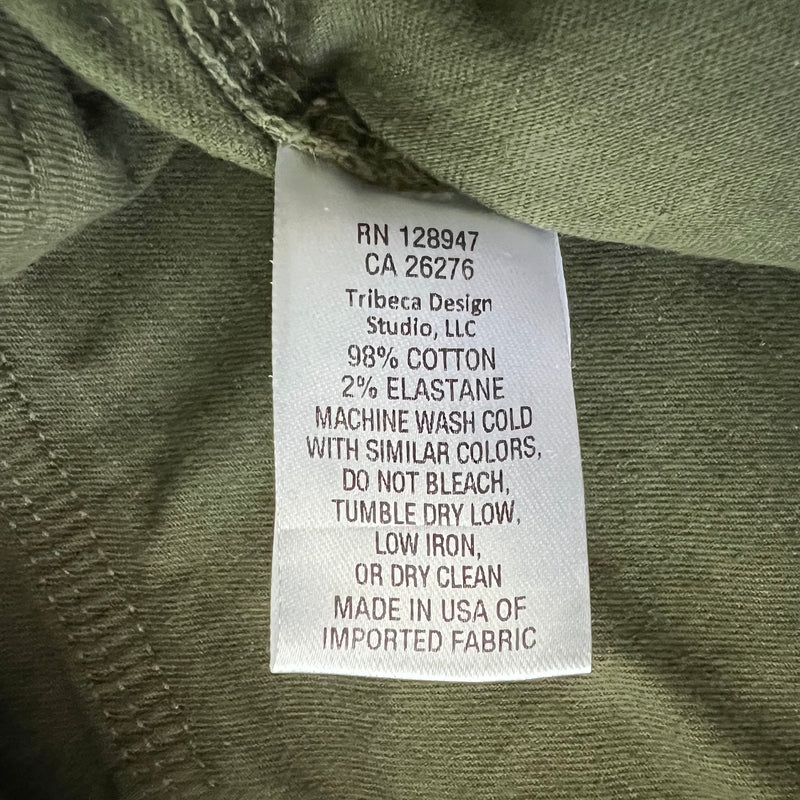 RN 128947
CA 26276
Tribeca Design
Studio, LLC
98% COTTON
2% ELASTANE
MACHINE WASH COLD
WITH SIMILAR COLORS,
DO NOT BLEACH,
TUMBLE DRY LOW,
LOW IRON,
OR DRY CLEAN
MADE IN USA OF
IMPORTED FABRIC